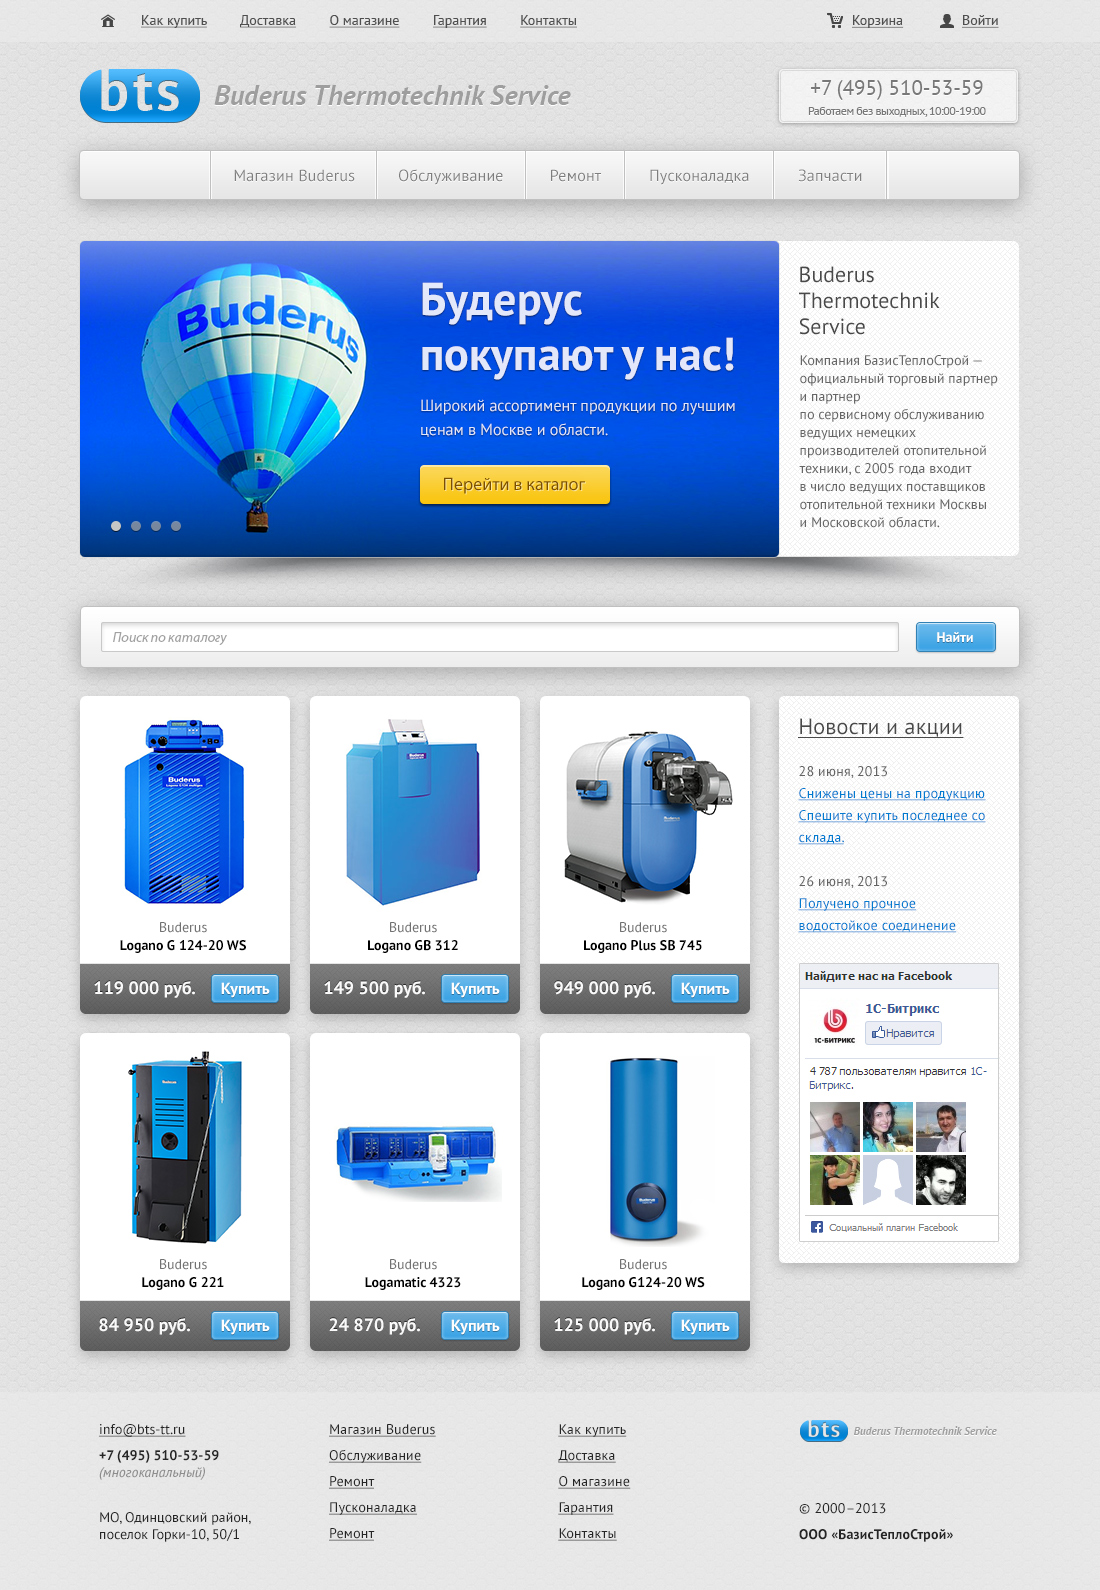 Как купить
Доставка
О магазине
Гарантия
Контакты
Корзина
Войти
bts
Buderus Thermotechnik Service
+7 (495) 510-53-59
Работаем без выходных, 10:00-19:00
Магазин Buderus
Обслуживание
Ремонт
Пусконаладка
Запчасти
Buderus
Будерус
покупают у нас!
Широкий ассортимент продукции по лучшим
ценам в Москве и области.
Перейти в каталог
Buderus
Thermotechnik
Service
Компания БазисТеплоСтрой —
официальный торговый партнер
и партнер
по сервисному обслуживанию
ведущих немецких
производителей отопительной
техники, с 2005 года входит
в число ведущих поставщиков
отопительной техники Москвы
и Московской области.
Поиск по каталогу
Найти
Buderus
Buderus
Logano G 124-20 WS
119 000 руб.
Купить
Buderus
Buderus
Logano GB 312
149 500 руб.
Купить
Buderus
Buderus
Logano Plus SB 745
949 000 руб.
Купить
Buderus
Buderus
Logano G 221
84 950 руб.
Купить
Buderus
Logamatic 4323
24 870 руб.
Купить
Buderus
Buderus
Logano G124-20 WS
125 000 руб.
Купить
Новости и акции
28 июня, 2013
Снижены цены на продукцию
Спешите купить последнее со
склада.
26 июня, 2013
Получено прочное
водостойкое соединение
Найдите нас на Facebook
1С-БИТРИКС
1С-Битрикс
Нравится
4 787 пользователям нравится 1С-
Битрикс.
Социальный плагин Facebook
info@bts-tt.ru
+7 (495) 510-53-59
(многоканальный)
МО, Одинцовский район,
поселок Горки-10, 50/1
Магазин Buderus
Обслуживание
Ремонт
Пусконаладка
Ремонт
Как купить
Доставка
О магазине
Гарантия
Контакты
bts
Buderus Thermotechnik Service
© 2000–2013
ООО «БазисТеплоСтрой»